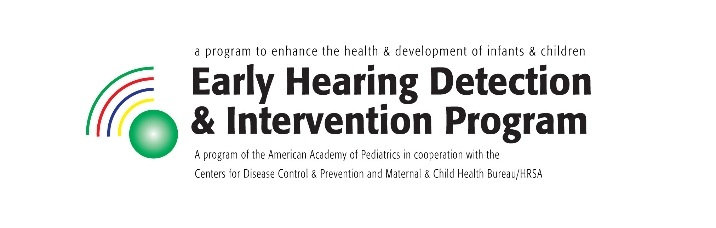 a program to enhance the health & development of infants & children
Early Hearing Detection
& Intervention Program
A program of the American Academy of Pediatrics in cooperation with the
Centers for Disease Control & Prevention and Maternal & Child Health Bureau/HRSA